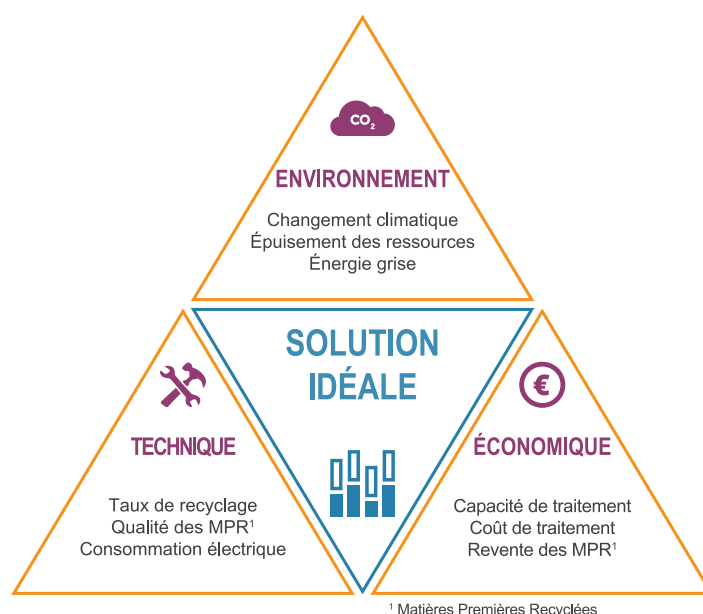 CO2
ENVIRONNEMENT
Changement climatique
Épuisement des ressources
Énergie grise
SOLUTION
IDÉALE
TECHNIQUE
Taux de recyclage
Qualité des MPR¹
Consommation électrique
€
ÉCONOMIQUE
Capacité de traitement
Coût de traitement
Revente des MPR¹
¹ Matières Premières Recyclées